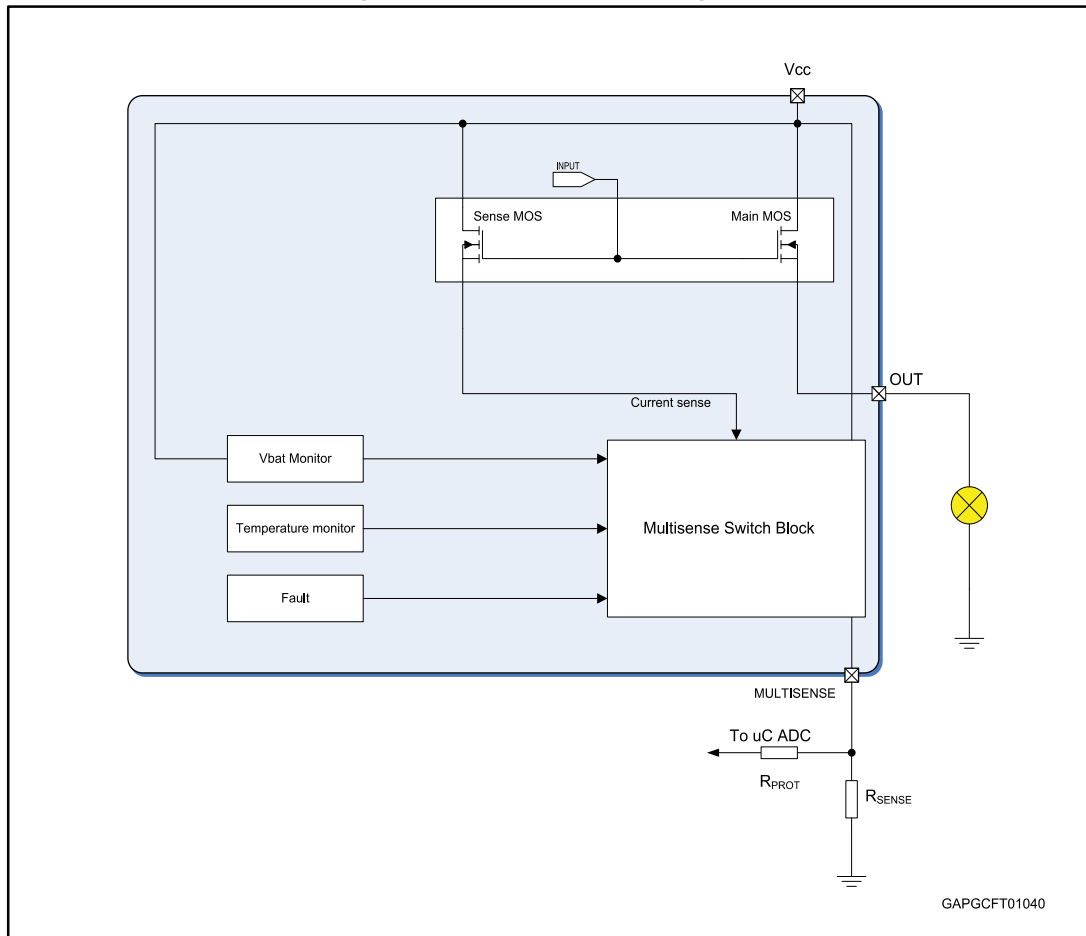 Vcc
INPUT
Sense MOS
Main MOS
OUT
Current sense
Vbat Monitor
Temperature monitor
Multisense Switch Block
Fault
MULTISENSE
To uC ADC
RPROT
RSENSE
GAPGCFT01040